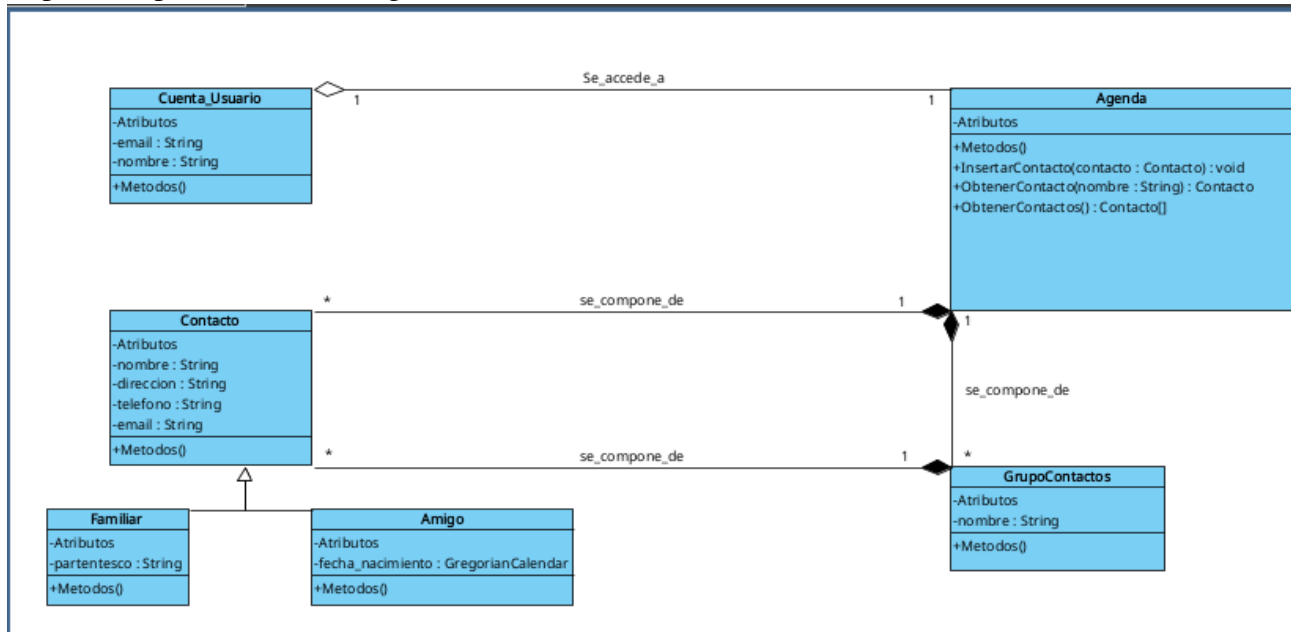 Se_accede_a
1
1
Cuenta_Usuario
-Atributos
-email : String
-nombre : String
+Metodos()
Agenda
-Atributos
+Metodos()
+InsertarContacto(contacto : Contacto) : void
+ObtenerContacto(nombre : String) : Contacto
+ObtenerContactos() : Contacto[]
*
se_compone_de
1
1
Contacto
-Atributos
-nombre : String
-direccion : String
-telefono : String
-email : String
+Metodos()
se_compone_de
*
se_compone_de
1
*
GrupoContactos
-Atributos
-nombre : String
+Metodos()
Familiar
-Atributos
-partentesco : String
+Metodos()
Amigo
-Atributos
-fecha_nacimiento : GregorianCalendar
+Metodos()